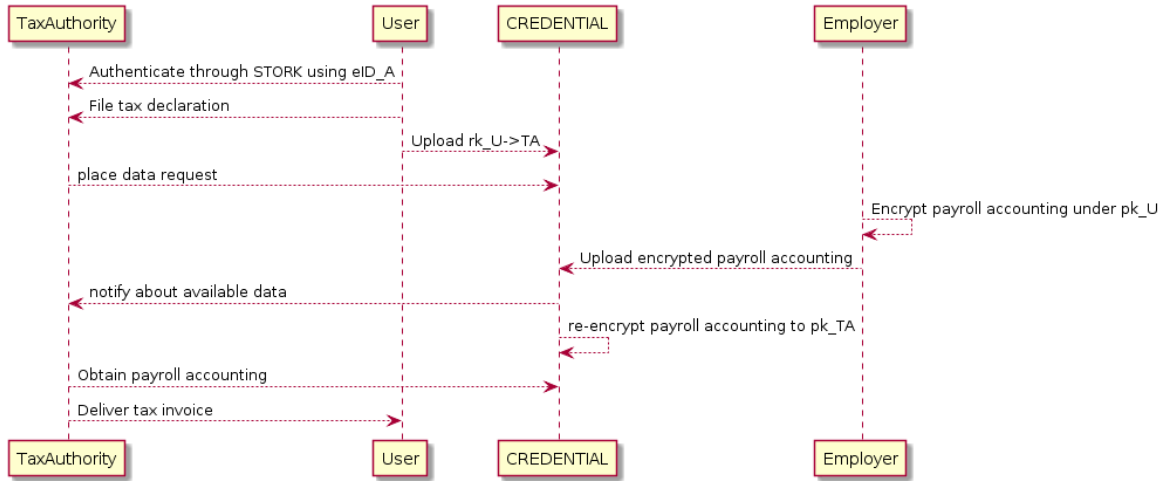 TaxAuthority
User
CREDENTIAL
Employer
Authenticate through STORK using eID_A
File tax declaration
Upload rk_U->TA
place data request
Encrypt payroll accounting under pk_U
Upload encrypted payroll accounting
notify about available data
re-encrypt payroll accounting to pk_TA
Obtain payroll accounting
Deliver tax invoice
TaxAuthority
User
CREDENTIAL
Employer